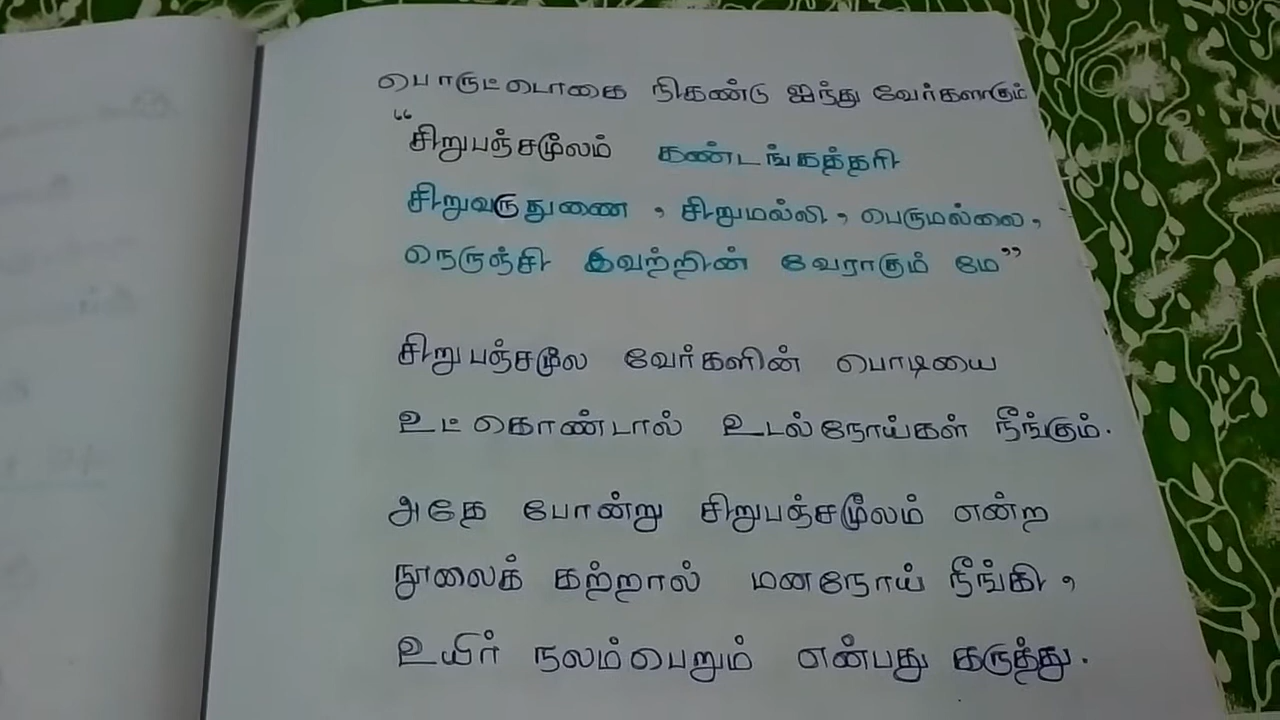 பொருட்டொகை நிகண்டு ஐந்து வேர்களாகும்
"சிறுபஞ்சமூலம் கண்டங்கத்தரி
சிறுவருதுணை , சிறுமல்லி , பெருமல்லை ,
நெருஞ்சி இவற்றின் வேராகும் மே"
சிறுபஞ்சமூல வேர்களின் பொடியை
உட்கொண்டால் உடல்நோய்கள் நீங்கும்.
அதே போன்று சிறுபஞ்சமூலம் என்ற
நூலைக் கற்றால் மனநோய் நீங்கி ,
உயிர் நலம்பெறும் என்பது கருத்து.